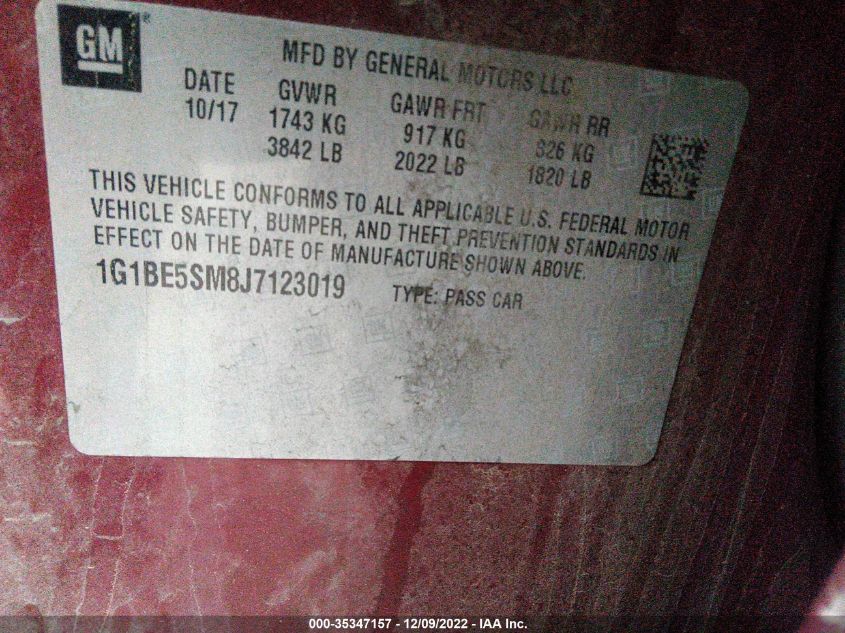 GM ®
MFD BY GENERAL MOTORS LLC
DATE GVWR GAWR FRT GAWR RR
10/17 1743 KG 917 KG 826 KG
3842 LB 2022 LB 1820 LB
THIS VEHICLE CONFORMS TO ALL APPLICABLE U.S. FEDERAL MOTOR
VEHICLE SAFETY, BUMPER, AND THEFT PREVENTION STANDARDS IN
EFFECT ON THE DATE OF MANUFACTURE SHOWN ABOVE.
1G1BE5SM8J7123019 TYPE: PASS CAR
000-35347157 - 12/09/2022 - IAA Inc.